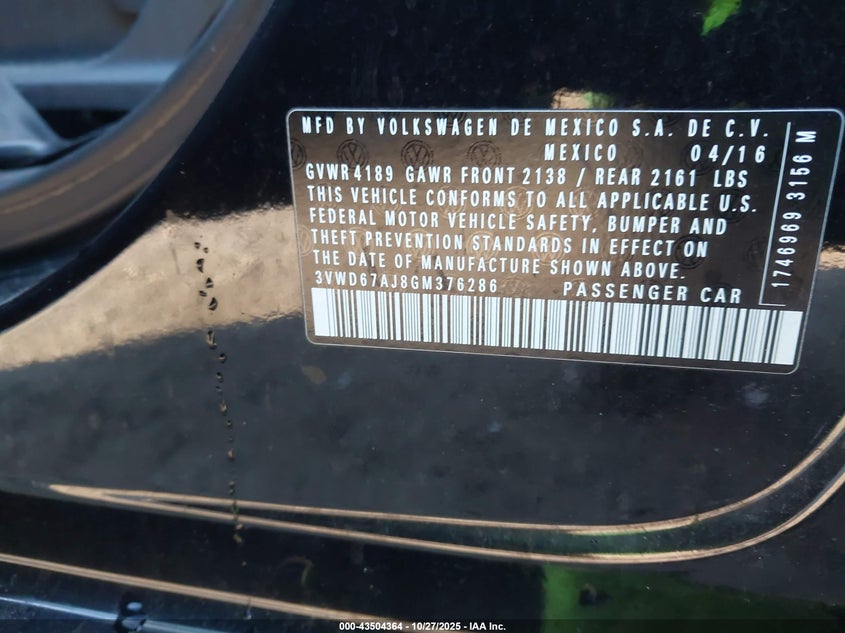 MFD BY VOLKSWAGEN DE MEXICO S.A. DE C.V.
MEXICO 04/16
GVWR 4189 GAWR FRONT 2138 / REAR 2161 LBS
THIS VEHICLE CONFORMS TO ALL APPLICABLE U.S.
FEDERAL MOTOR VEHICLE SAFETY, BUMPER AND
THEFT PREVENTION STANDARDS IN EFFECT ON
THE DATE OF MANUFACTURE SHOWN ABOVE.
3VWD67AJ8GM376286 PASSENGER CAR
1746969 3156 M
000-43504364 - 10/27/2025 - IAA Inc.